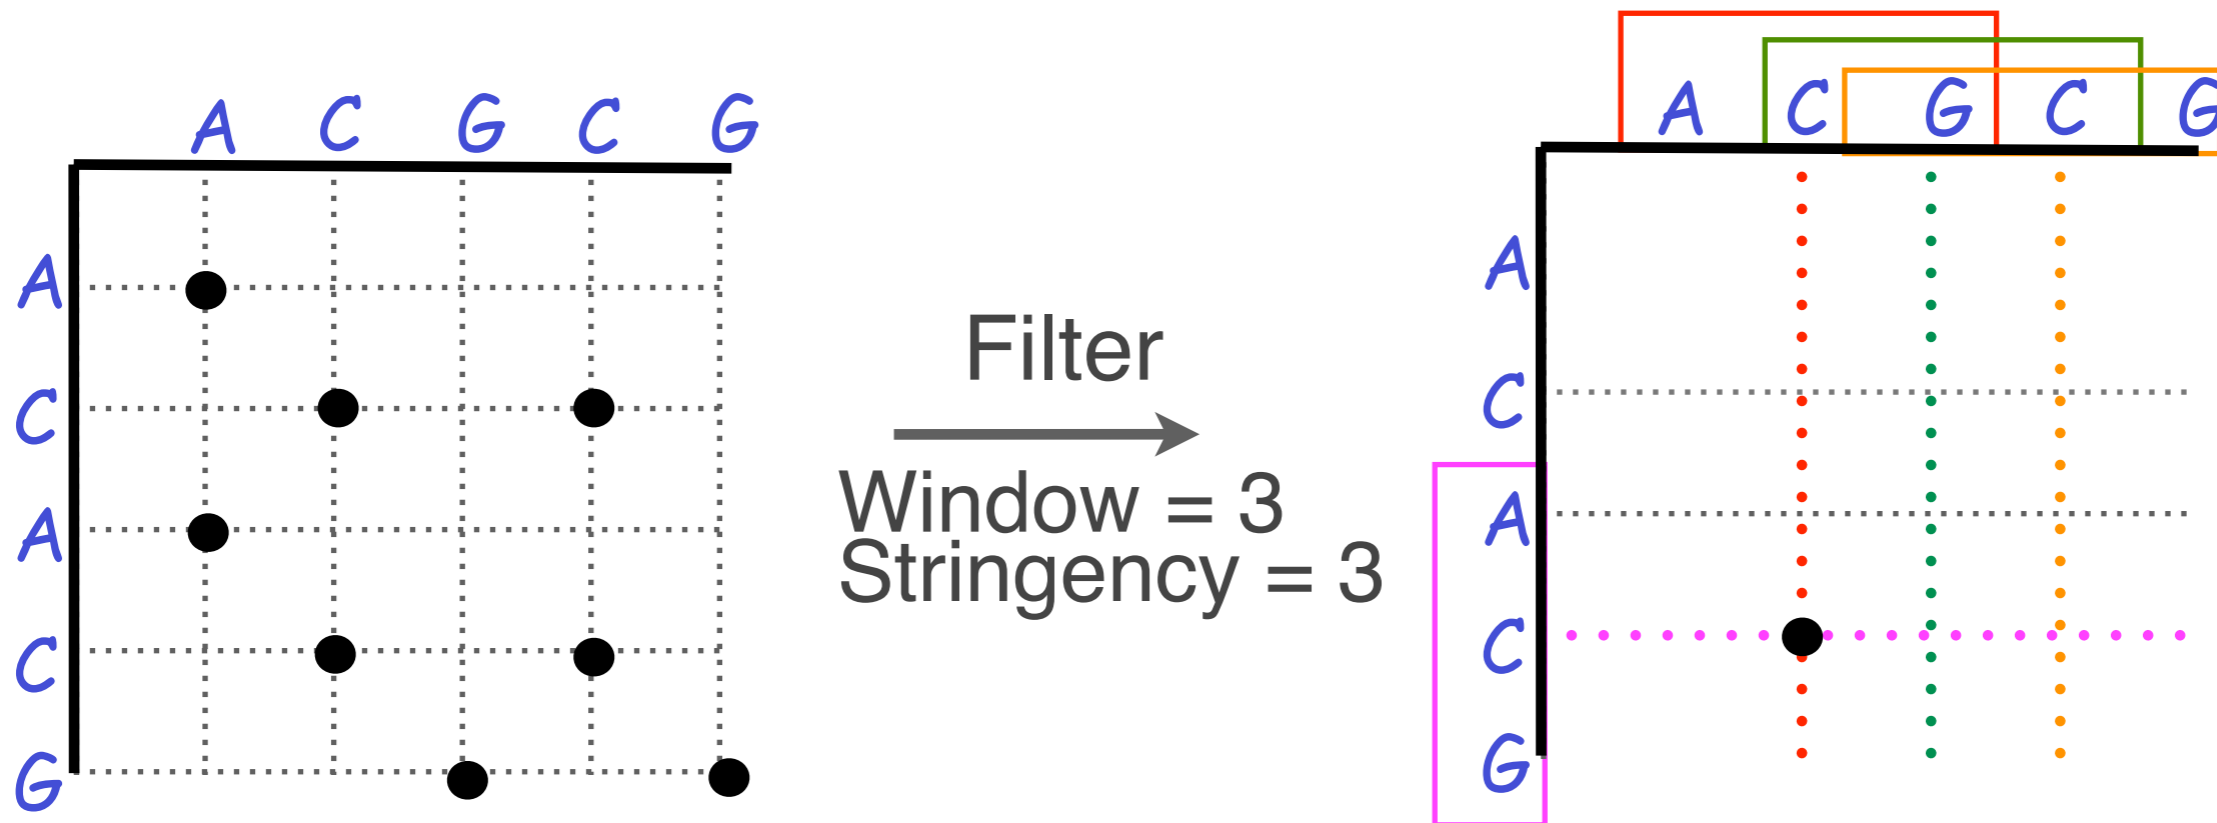 A C G C G
A
C
A
C
G
Filter
Window = 3
Stringency = 3
A C G C G
A
C
A
C
G